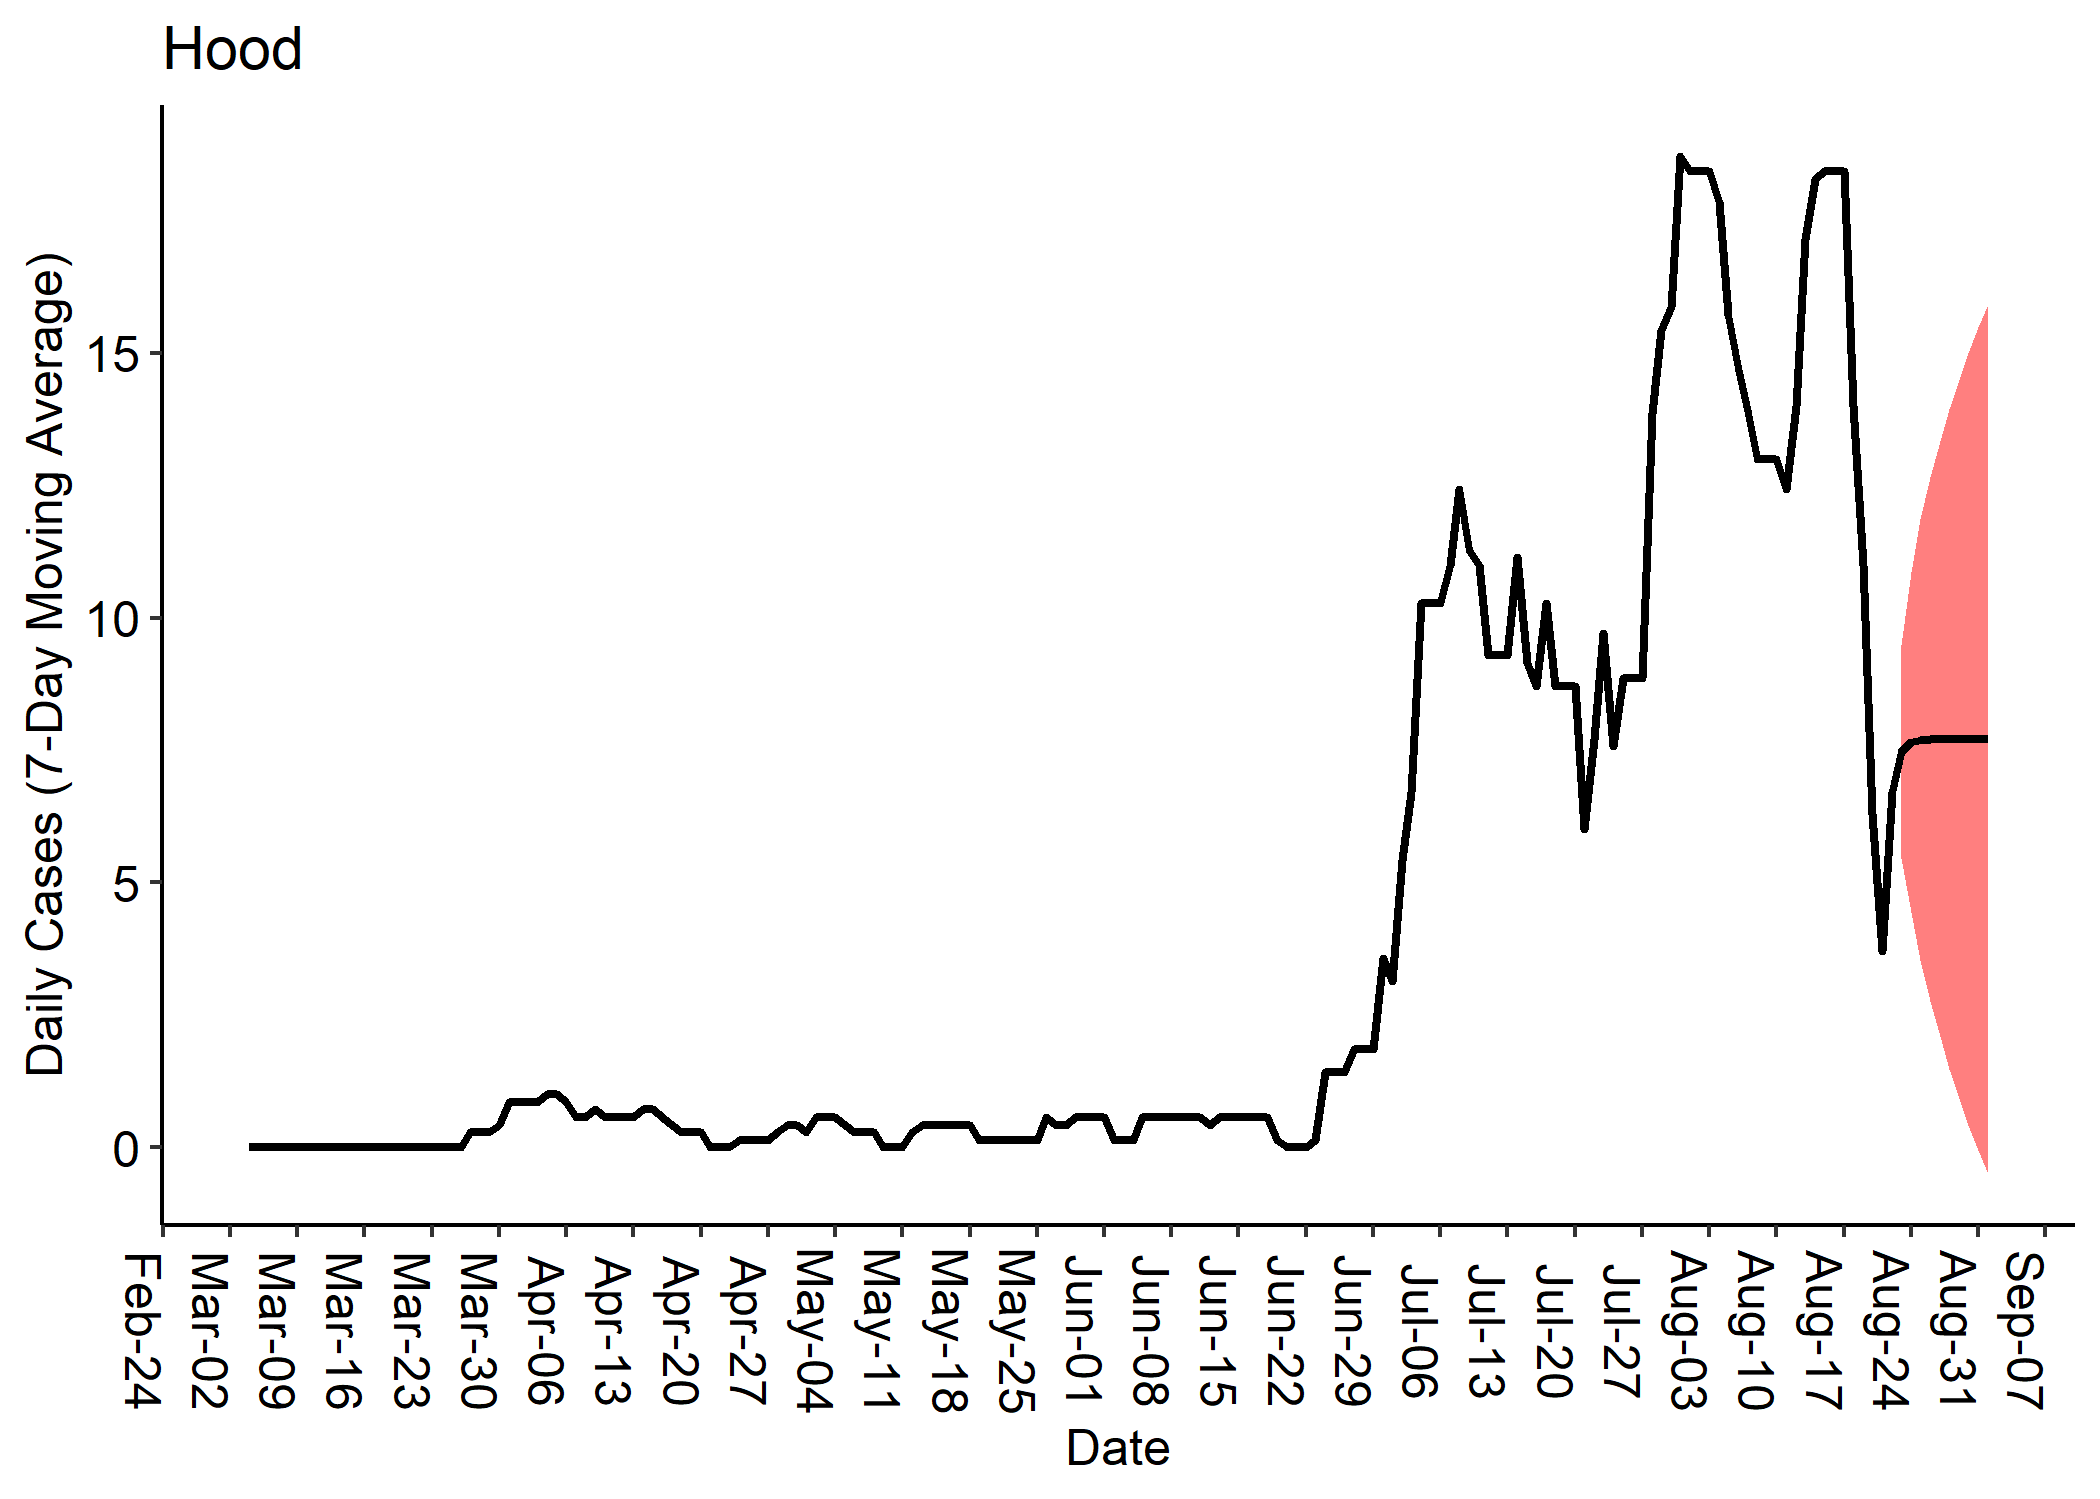 Hood
Daily Cases (7-Day Moving Average)
15
10
5
0
Feb-24
Mar-02
Mar-09
Mar-16
Mar-23
Mar-30
Apr-06
Apr-13
Apr-20
Apr-27
May-04
May-11
May-18
May-25
Jun-01
Jun-08
Jun-15
Jun-22
Jun-29
Jul-06
Jul-13
Jul-20
Jul-27
Aug-03
Aug-10
Aug-17
Aug-24
Aug-31
Sep-07
Date